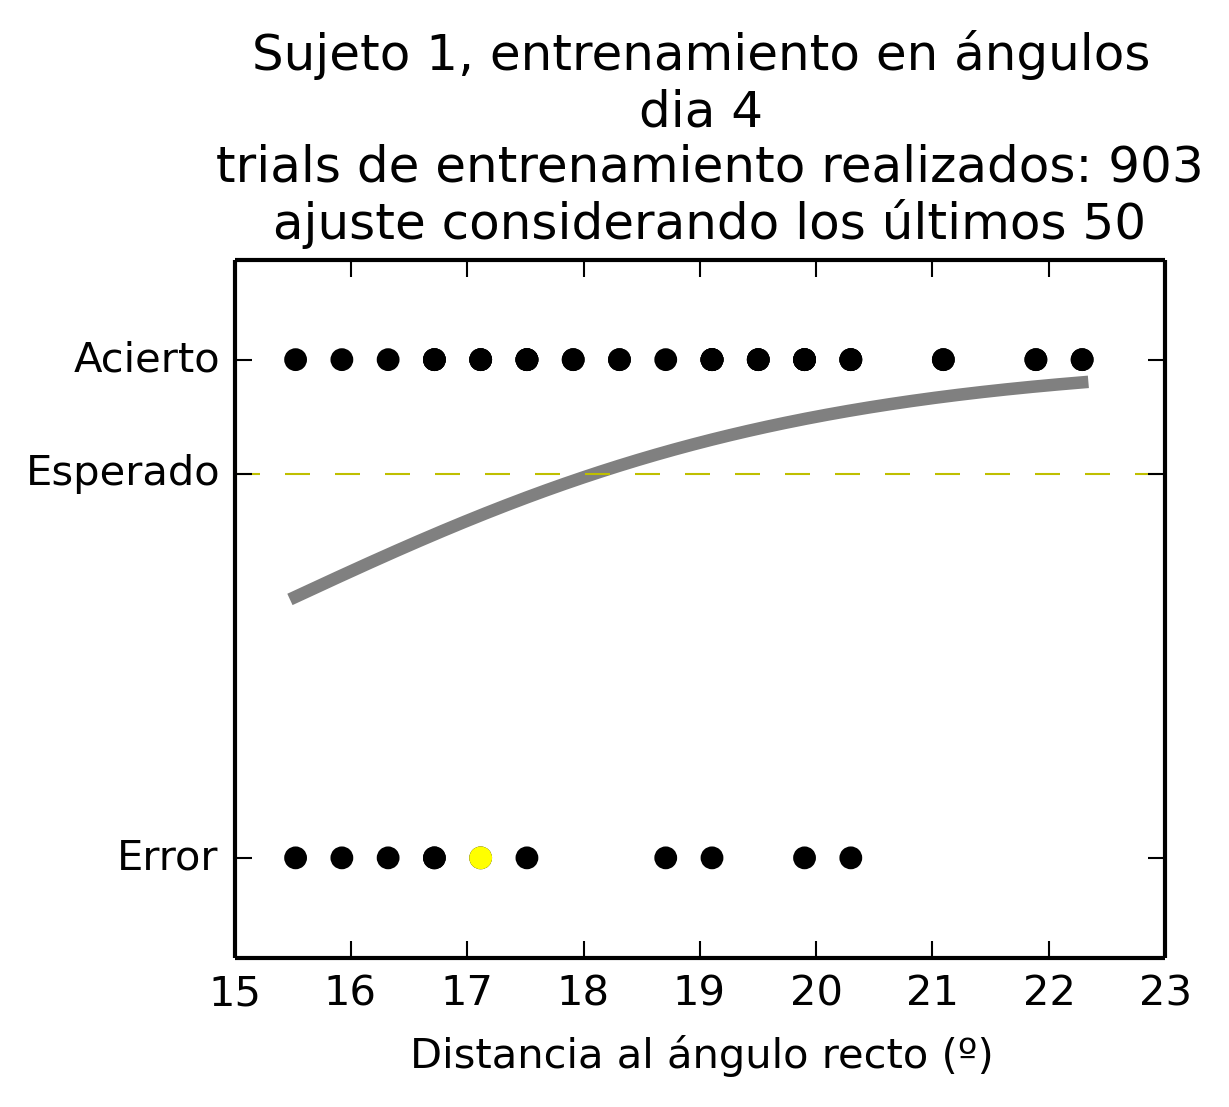 Sujeto 1, entrenamiento en ángulos
dia 4
trials de entrenamiento realizados: 903
ajuste considerando los últimos 50
Acierto
Esperado
Error
15 16 17 18 19 20 21 22 23
Distancia al ángulo recto (º)